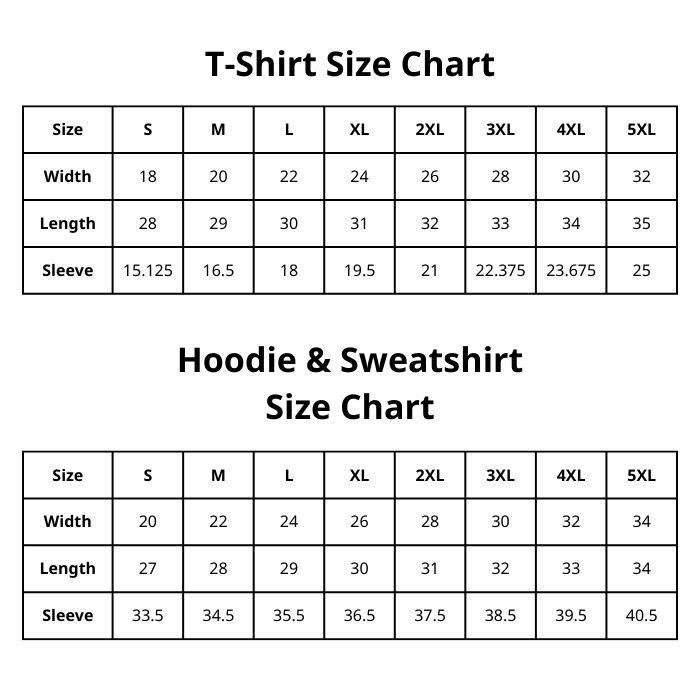 T-Shirt Size Chart
Size S M L XL 2XL 3XL 4XL 5XL
Width 18 20 22 24 26 28 30 32
Length 28 29 30 31 32 33 34 35
Sleeve 15.125 16.5 18 19.5 21 22.375 23.675 25
Hoodie & Sweatshirt
Size Chart
Size S M L XL 2XL 3XL 4XL 5XL
Width 20 22 24 26 28 30 32 34
Length 27 28 29 30 31 32 33 34
Sleeve 33.5 34.5 35.5 36.5 37.5 38.5 39.5 40.5